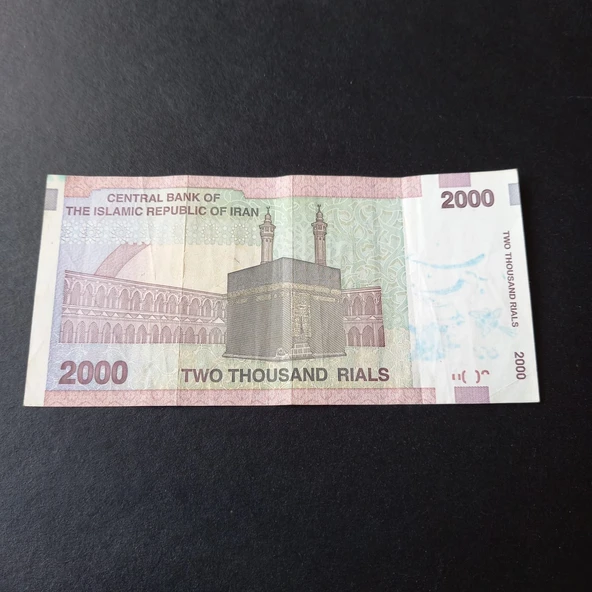 CENTRAL BANK OF
THE ISLAMIC REPUBLIC OF IRAN
2000
TWO THOUSAND RIALS
2000
2000
TWO THOUSAND RIALS